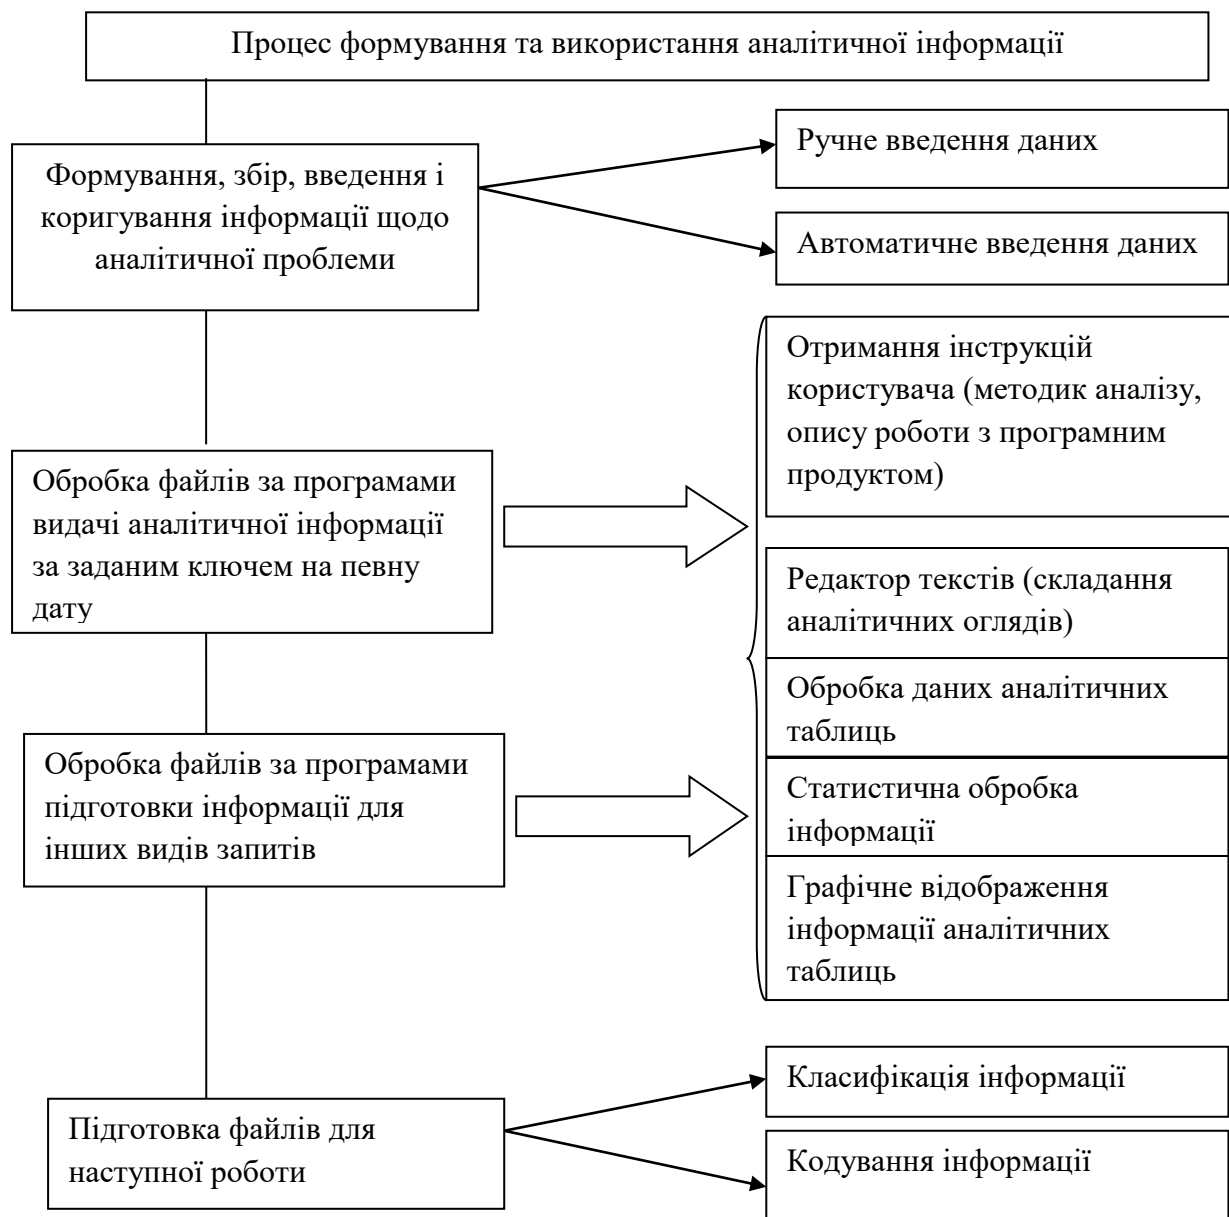 Процес формування та використання аналітичної інформації
Формування, збір, введення і
коригування інформації щодо
аналітичної проблеми
Ручне введення даних
Автоматичне введення даних
Обробка файлів за програмами
видачі аналітичної інформації
за заданим ключем на певну
дату
Отримання інструкцій
користувача (методик аналізу,
опису роботи з програмним
продуктом)
Редактор текстів (складання
аналітичних оглядів)
Обробка даних аналітичних
таблиць
Обробка файлів за програмами
підготовки інформації для
інших видів запитів
Статистична обробка
інформації
Графічне відображення
інформації аналітичних
таблиць
Підготовка файлів для
наступної роботи
Класифікація інформації
Кодування інформації